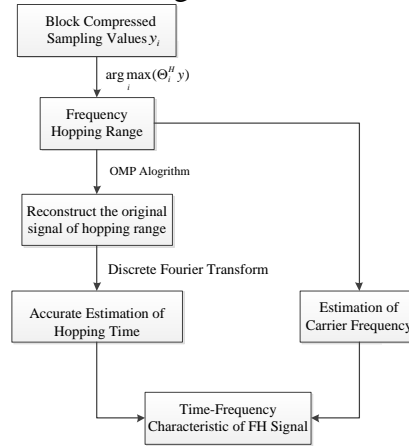 Block Compressed
Sampling Values y_i
arg max(Θ_i^H y)
i
Frequency
Hopping Range
OMP Alogrithm
Reconstruct the original
signal of hopping range
Discrete Fourier Transform
Accurate Estimation of
Hopping Time
Estimation of
Carrier Frequency
Time-Frequency
Characteristic of FH Signal